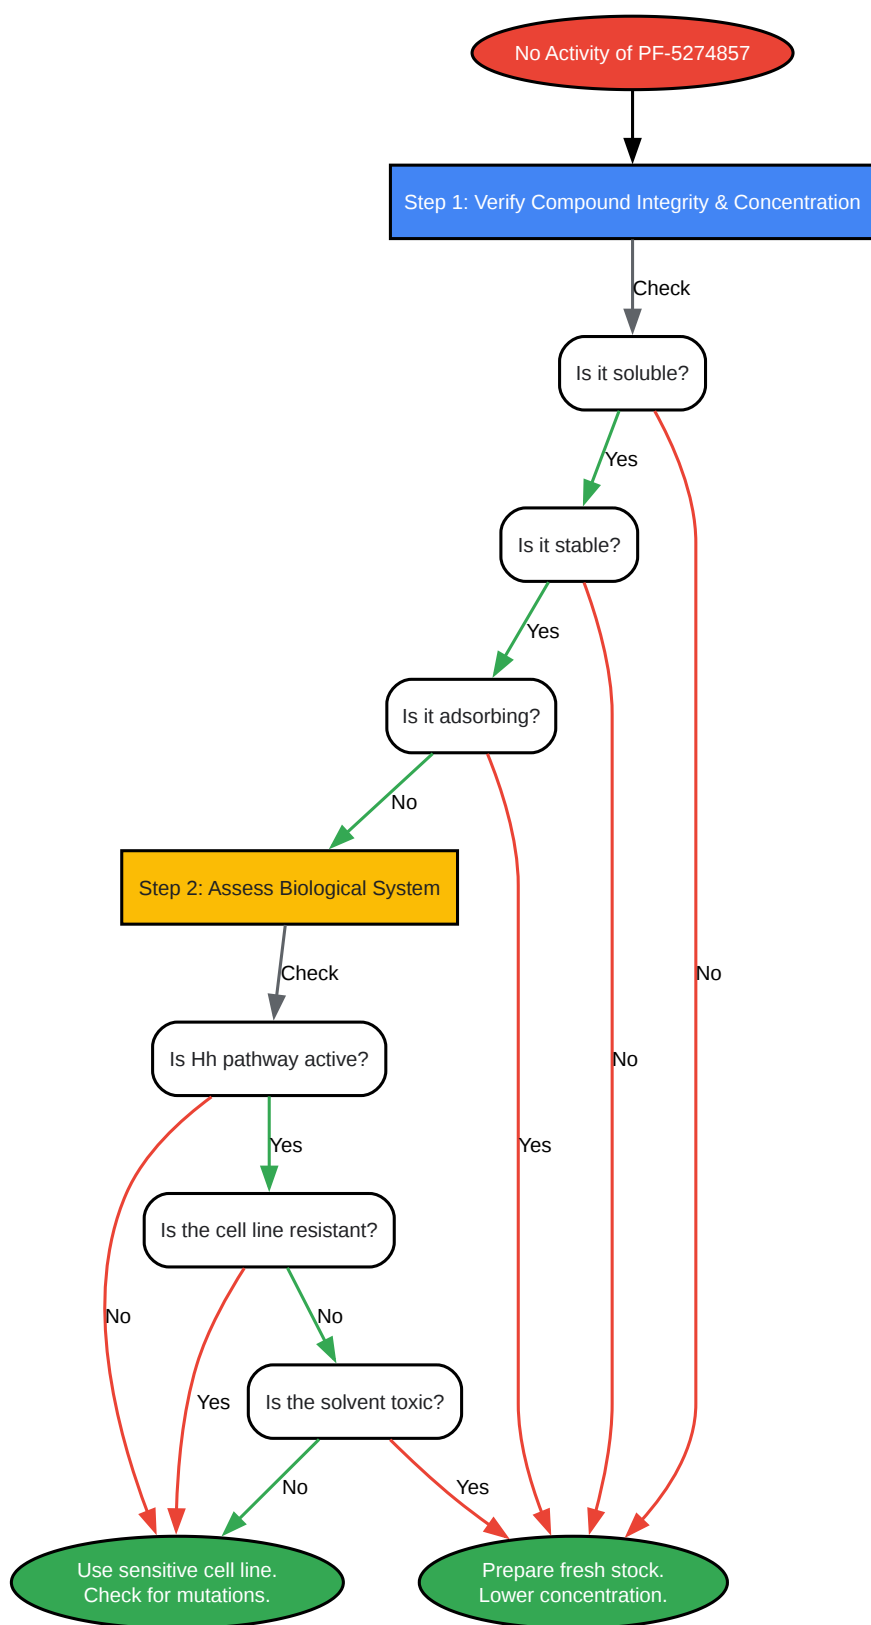 No Activity of PF-5274857
Step 1: Verify Compound Integrity & Concentration
Check
Is it soluble?
Yes
Is it stable?
Yes
Is it adsorbing?
No
Step 2: Assess Biological System
Check
No
Is Hh pathway active?
No
Yes
Yes
Is the cell line resistant?
No
No
Yes
Is the solvent toxic?
No
Yes
Use sensitive cell line.
Check for mutations.
Prepare fresh stock.
Lower concentration.